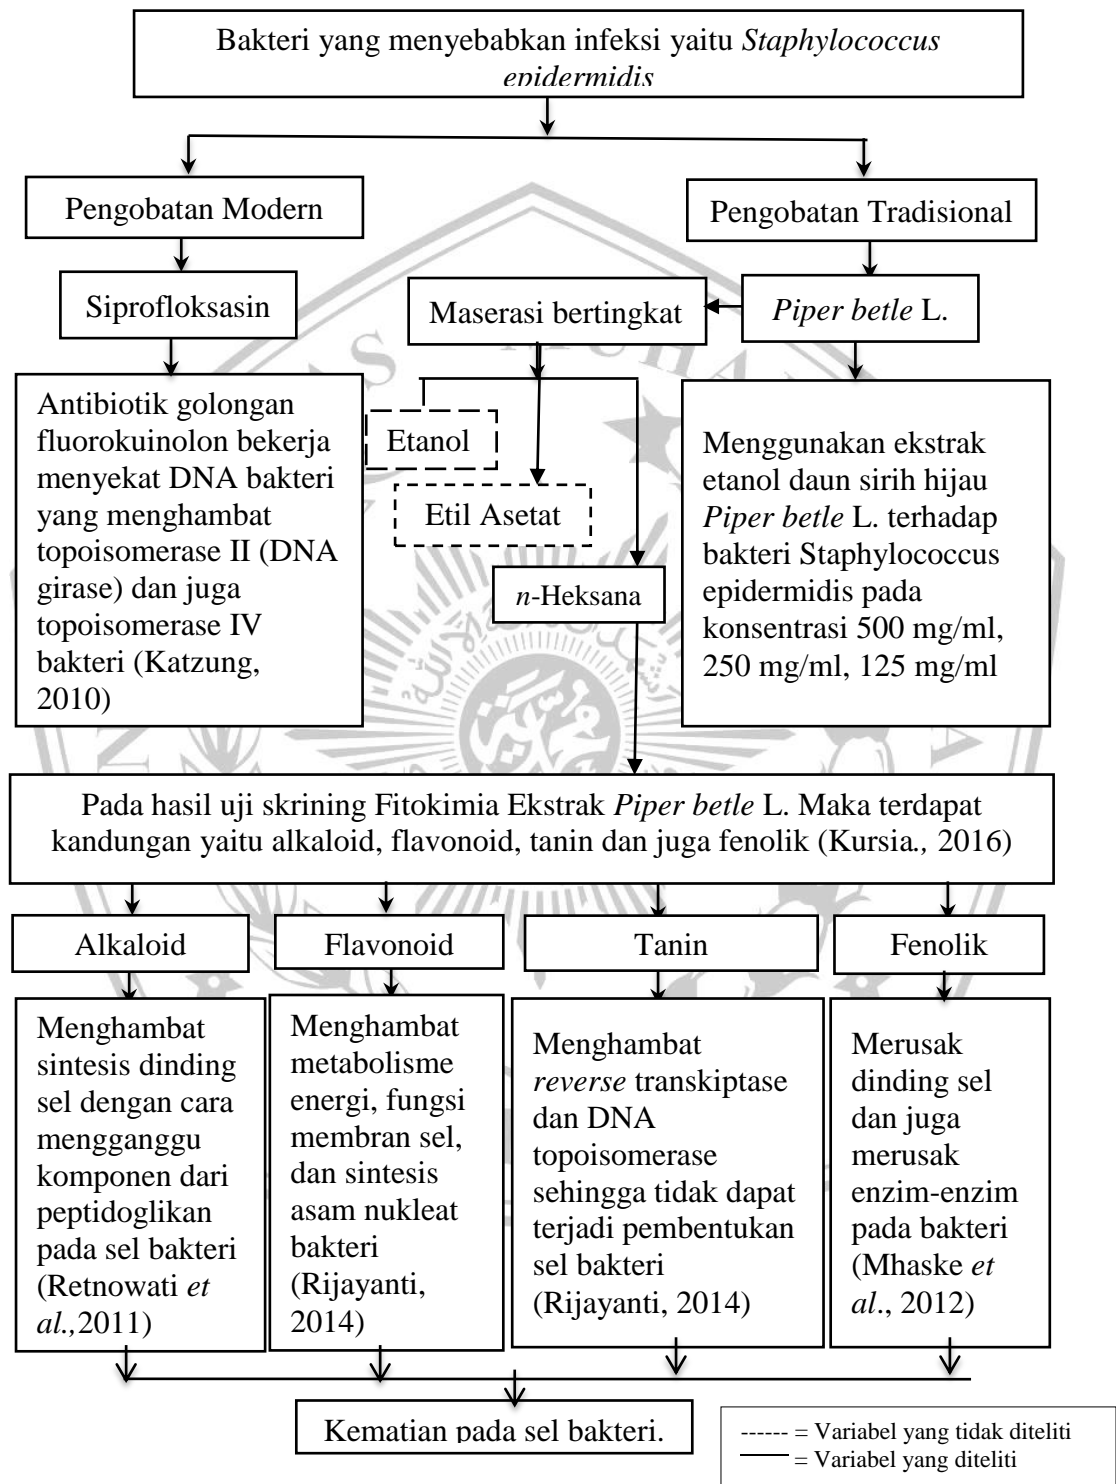 Bakteri yang menyebabkan infeksi yaitu Staphylococcus
epidermidis
Pengobatan Modern
Pengobatan Tradisional
Siprofloksasin
Maserasi bertingkat
Piper betle L.
Antibiotik golongan
fluorokuinolon bekerja
menyekat DNA bakteri
yang menghambat
topoisomerase II (DNA
girase) dan juga
topoisomerase IV
bakteri (Katzung,
2010)
Etanol
Etil Asetat
n-Heksana
Menggunakan ekstrak
etanol daun sirih hijau
Piper betle L. terhadap
bakteri Staphylococcus
epidermidis pada
konsentrasi 500 mg/ml,
250 mg/ml, 125 mg/ml
Pada hasil uji skrining Fitokimia Ekstrak Piper betle L. Maka terdapat
kandungan yaitu alkaloid, flavonoid, tanin dan juga fenolik (Kursia., 2016)
Alkaloid
Flavonoid
Tanin
Fenolik
Menghambat
sintesis dinding
sel dengan cara
mengganggu
komponen dari
peptidoglikan
pada sel bakteri
(Retnowati et
al.,2011)
Menghambat
metabolisme
energi, fungsi
membran sel,
dan sintesis
asam nukleat
bakteri
(Rijayanti,
2014)
Menghambat
reverse transkiptase
dan DNA
topoisomerase
sehingga tidak dapat
terjadi pembentukan
sel bakteri
(Rijayanti, 2014)
Merusak
dinding sel
dan juga
merusak
enzim-enzim
pada bakteri
(Mhaske et
al., 2012)
Kematian pada sel bakteri.
------ = Variabel yang tidak diteliti
——— = Variabel yang diteliti